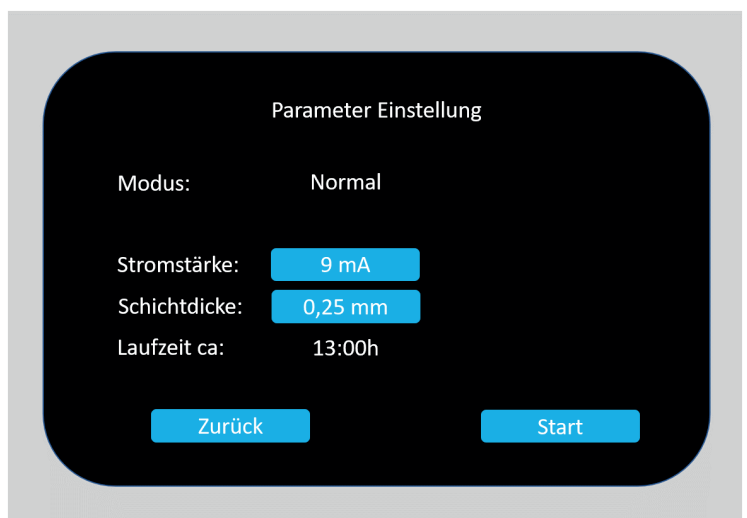 Parameter Einstellung
Modus: Normal
Stromstärke: 9 mA
Schichtdicke: 0,25 mm
Laufzeit ca: 13:00h
Zurück Start